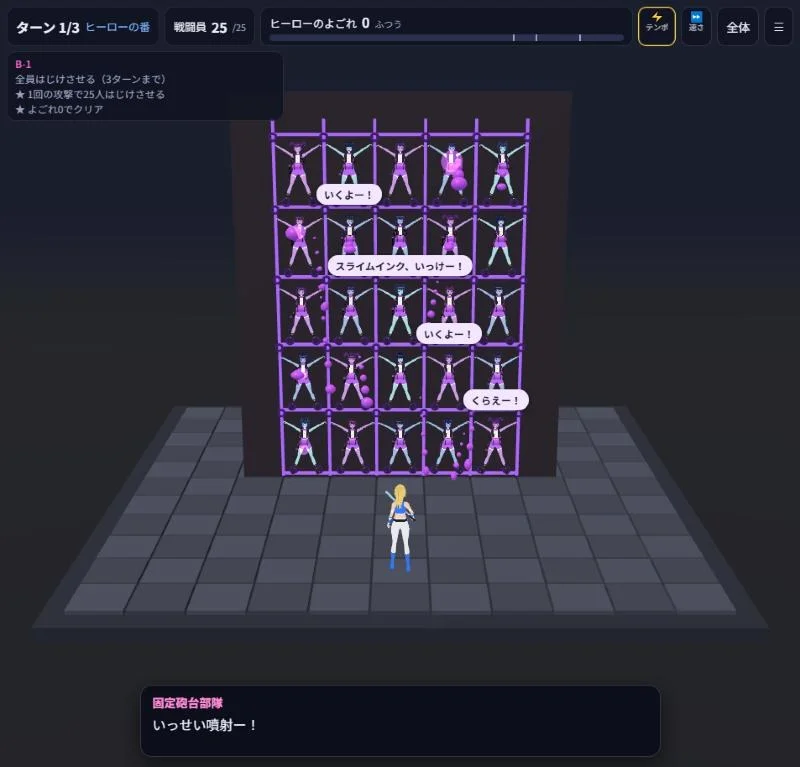 ターン 1/3 ヒーローの番
戦闘員 25 /25
ヒーローのよごれ 0 ふつう
テンポ
速さ
全体
B-1
全員はじけさせる（3ターンまで）
★ 1回の攻撃で25人はじけさせる
★ よごれ0でクリア
いくよー！
スライムインク、いっけー！
いくよー！
くらえー！
固定砲台部隊
いっせい噴射ー！